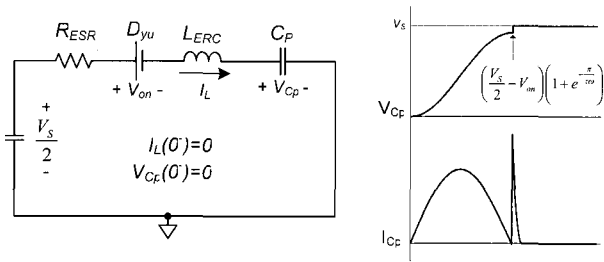 R_ESR
D_yu
L_ERC
C_P
+ V_on -
I_L
+ V_Cp -
+
V_S
2
-
I_L(0^-)=0
V_Cp(0^-)=0
V_S
(V_S/2 - V_on)(1+e^{-π/
V_Cp
I_Cp